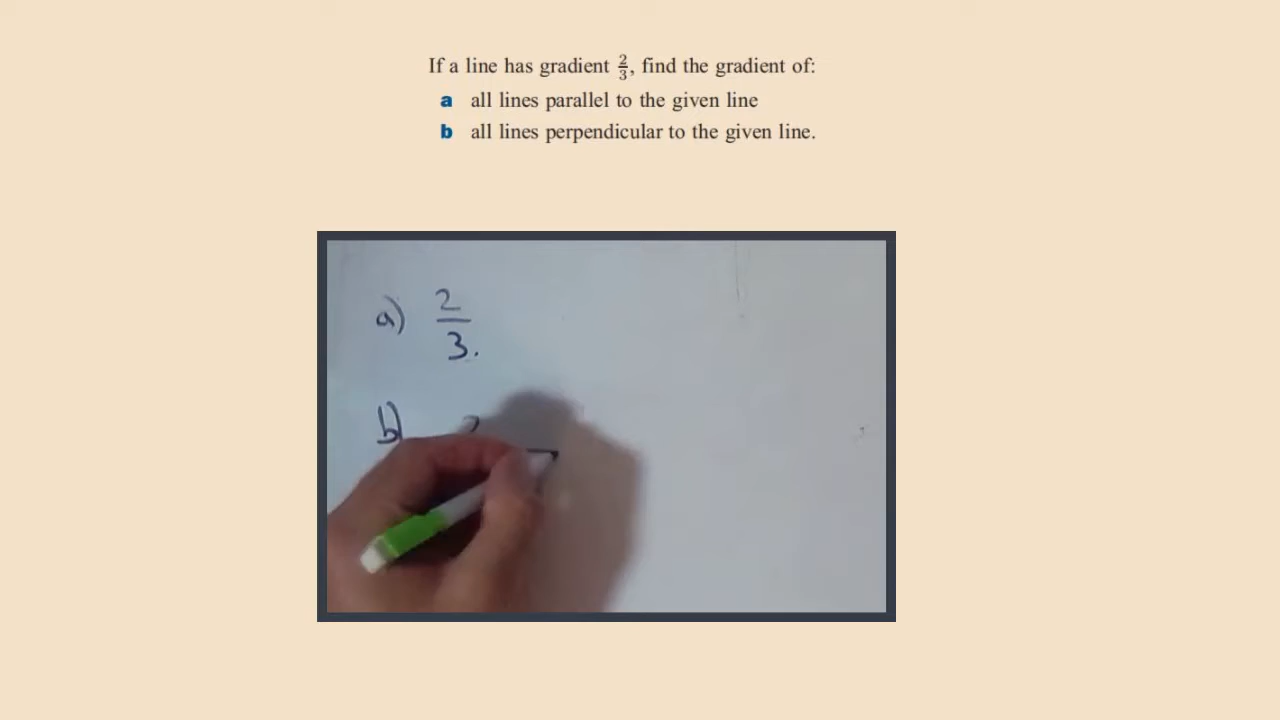 If a line has gradient 2/3, find the gradient of:
a all lines parallel to the given line
b all lines perpendicular to the given line.
a) 2/3.
b)